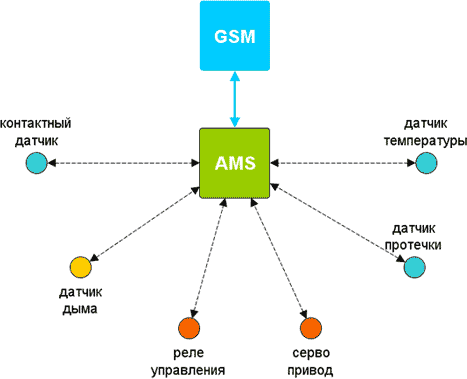 GSM
контактный
датчик
датчик
температуры
AMS
датчик
протечки
датчик
дыма
реле
управления
серво
привод